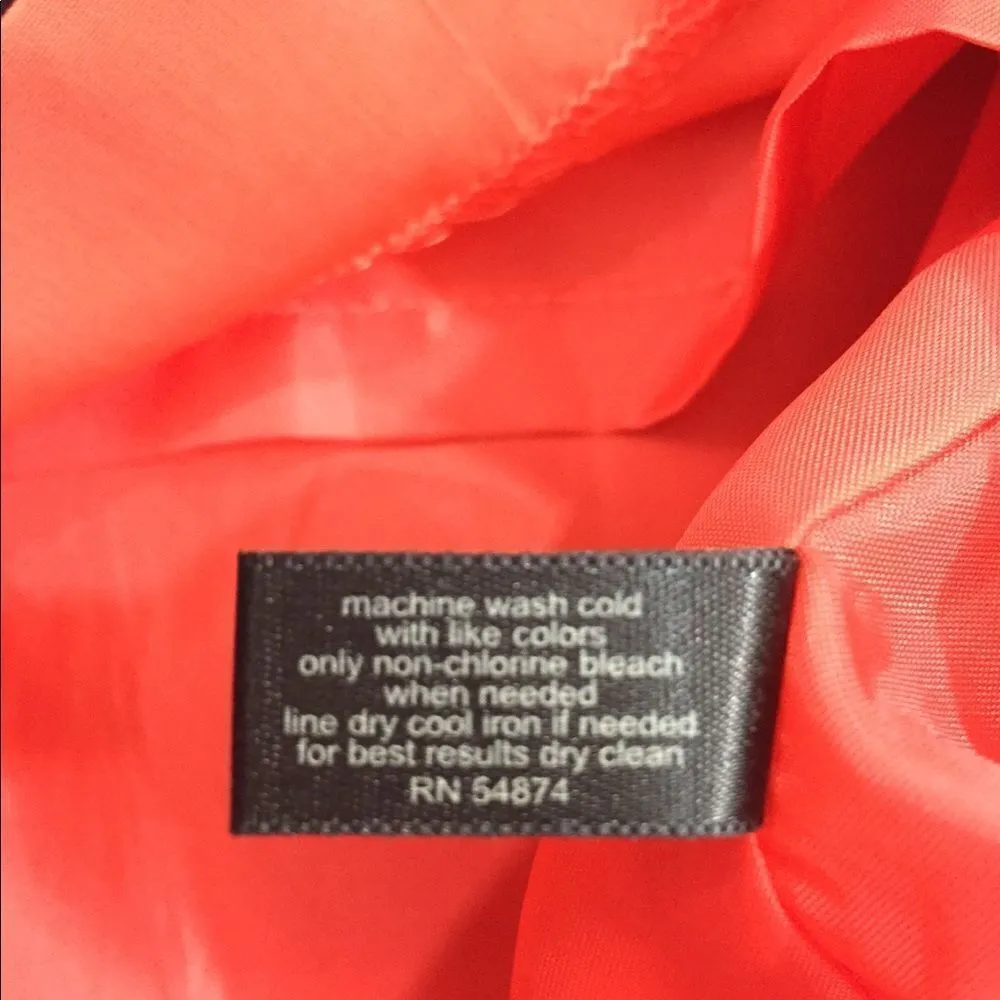 machine wash cold
with like colors
only non-chlorine bleach
when needed
line dry cool iron if needed
for best results dry clean
RN 54874